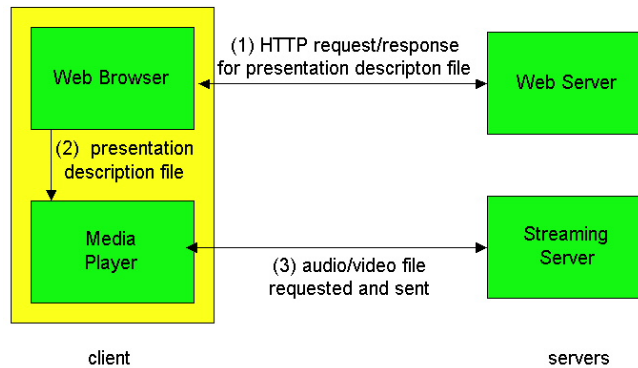 (1) HTTP request/response
for presentation descripton file
Web Browser
Web Server
(2) presentation
description file
Media
Player
Streaming
Server
(3) audio/video file
requested and sent
client
servers